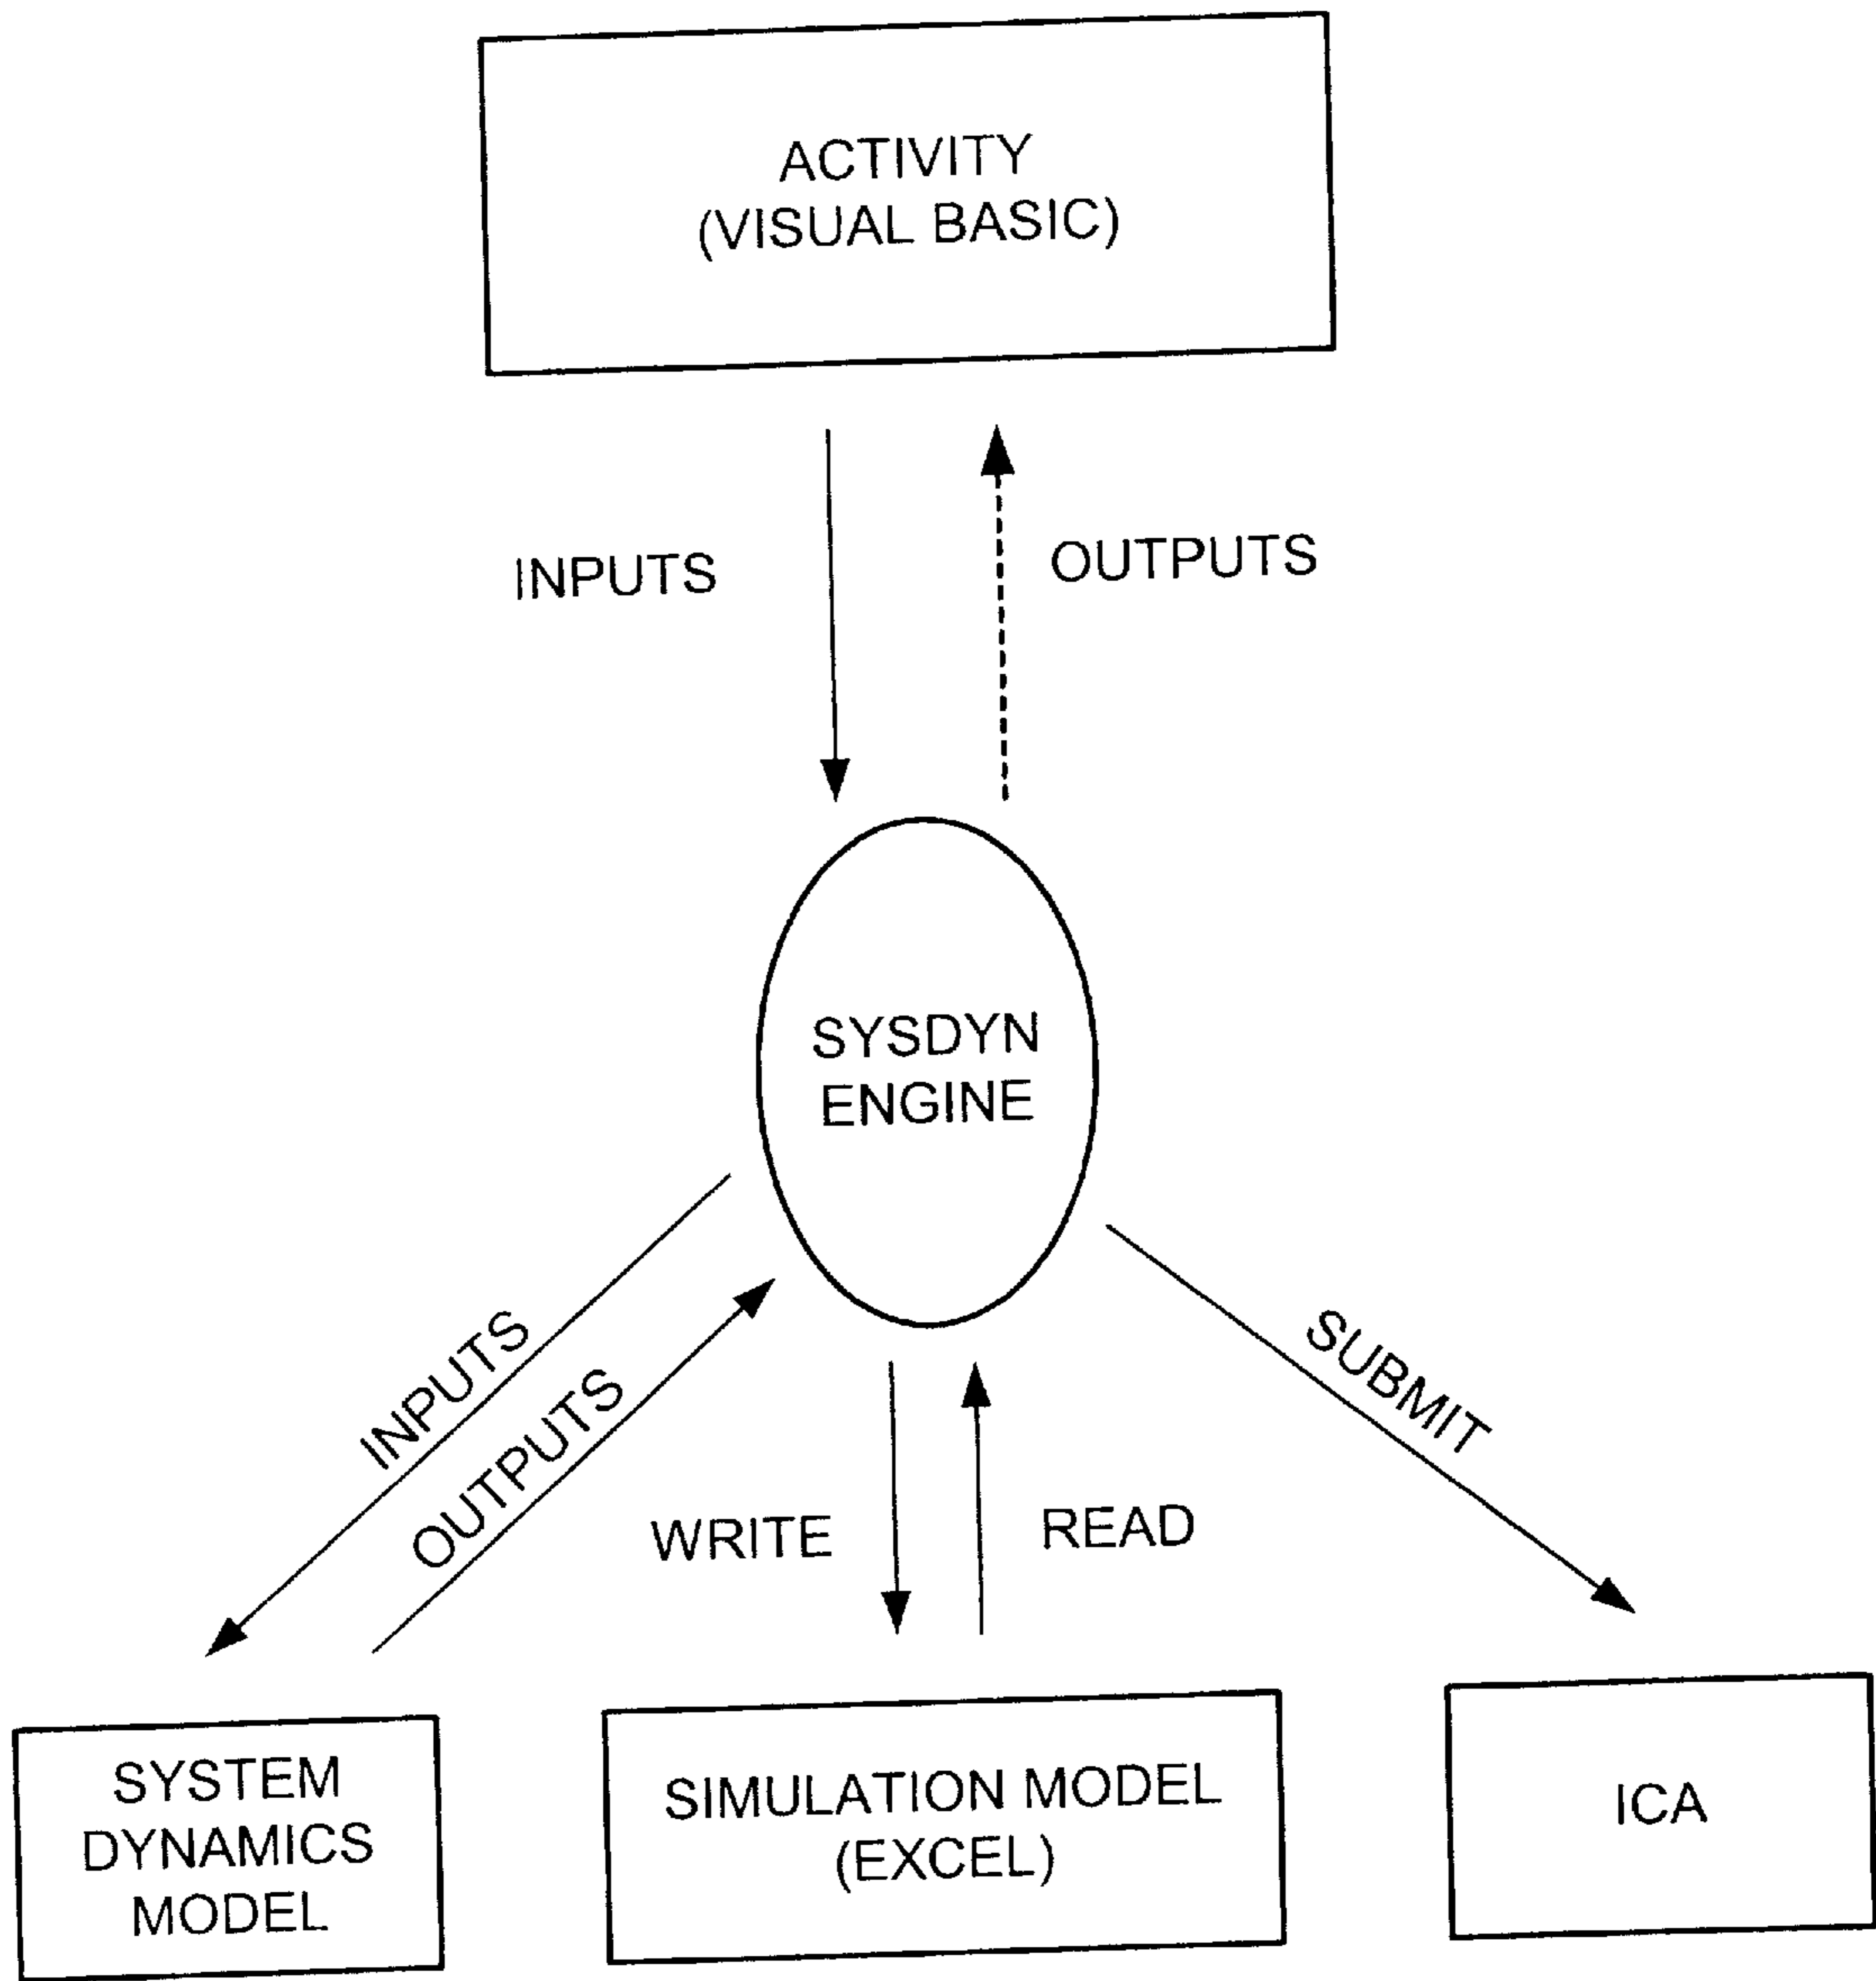 ACTIVITY
(VISUAL BASIC)
INPUTS
OUTPUTS
SYSDYN
ENGINE
INPUTS
OUTPUTS
WRITE
READ
SUBMIT
SYSTEM
DYNAMICS
MODEL
SIMULATION MODEL
(EXCEL)
ICA